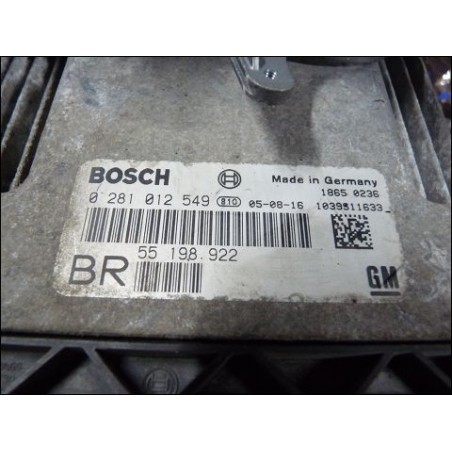 BOSCH Made in Germany
1865 0236
0 281 012 549 810 05-08-16 1039S11633
55 198 922
BR
GM